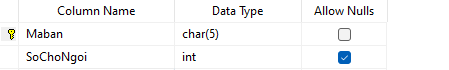 Column Name Data Type Allow Nulls
Maban char(5)
SoChoNgoi int